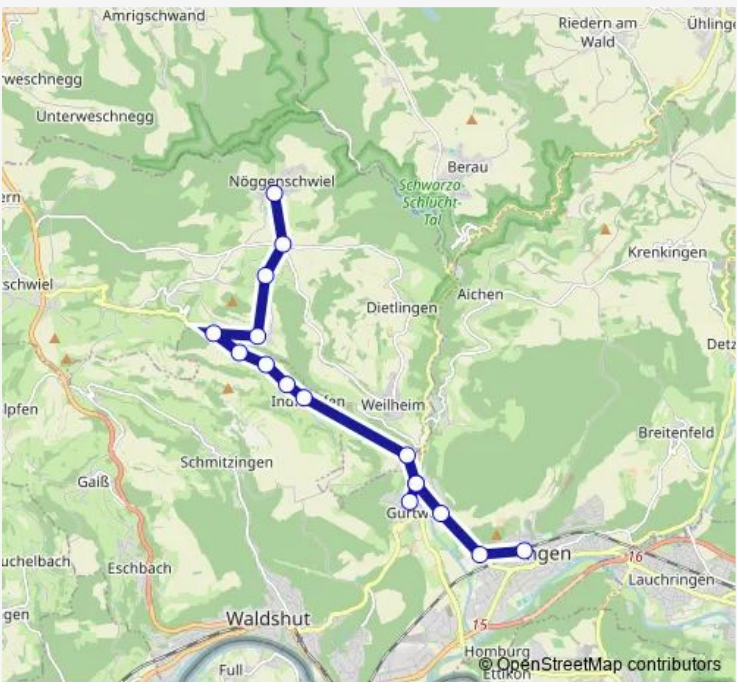 Amrigschwand
Riedern am
Wald
Ühlinge
rweschnegg
Unterweschnegg
Berau
Nöggenschwiel
Schwarza-
Schlucht-
Tal
ern
Krenkingen
schwiel
Aichen
Dietlingen
Detz
Weilheim
lpfen
Breitenfeld
Schmitzingen
Gaiß
Gurtw
ngen
16
uchelbach
Eschbach
Lauchringen
gen
Waldshut
15
Homburg
© OpenStreetMap contributors
Full
Ettikon